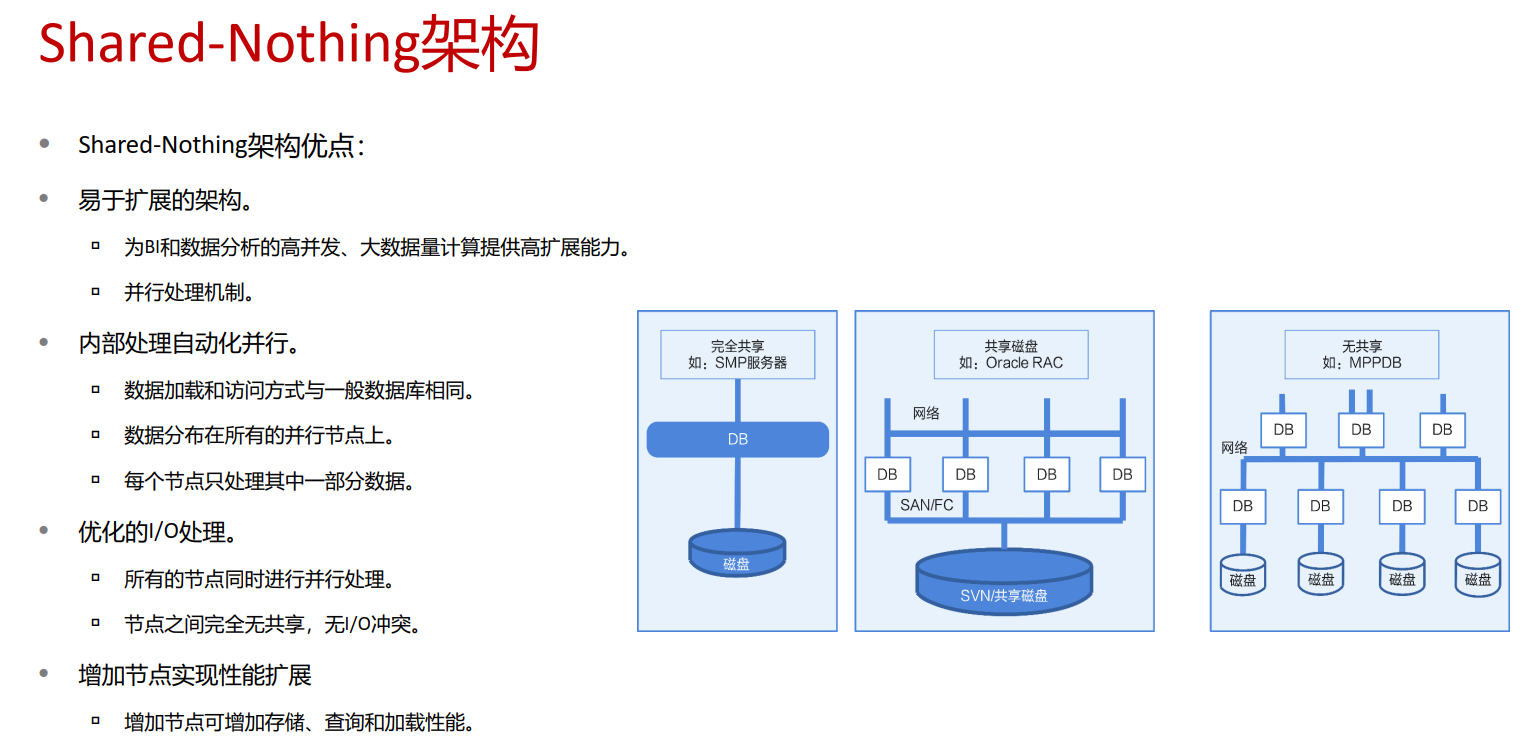 Shared-Nothing架构
Shared-Nothing架构优点：
易于扩展的架构。
为BI和数据分析的高并发、大数据量计算提供高扩展能力。
并行处理机制。
内部处理自动化并行。
数据加载和访问方式与一般数据库相同。
数据分布在所有的并行节点上。
每个节点只处理其中一部分数据。
优化的I/O处理。
所有的节点同时进行并行处理。
节点之间完全无共享，无I/O冲突。
增加节点实现性能扩展
增加节点可增加存储、查询和加载性能。
完全共享
如：SMP服务器
DB
磁盘
共享磁盘
如：Oracle RAC
网络
DB DB DB DB
SAN/FC
SVN/共享磁盘
无共享
如：MPPDB
DB DB DB
网络
DB DB DB DB
磁盘 磁盘 磁盘 磁盘